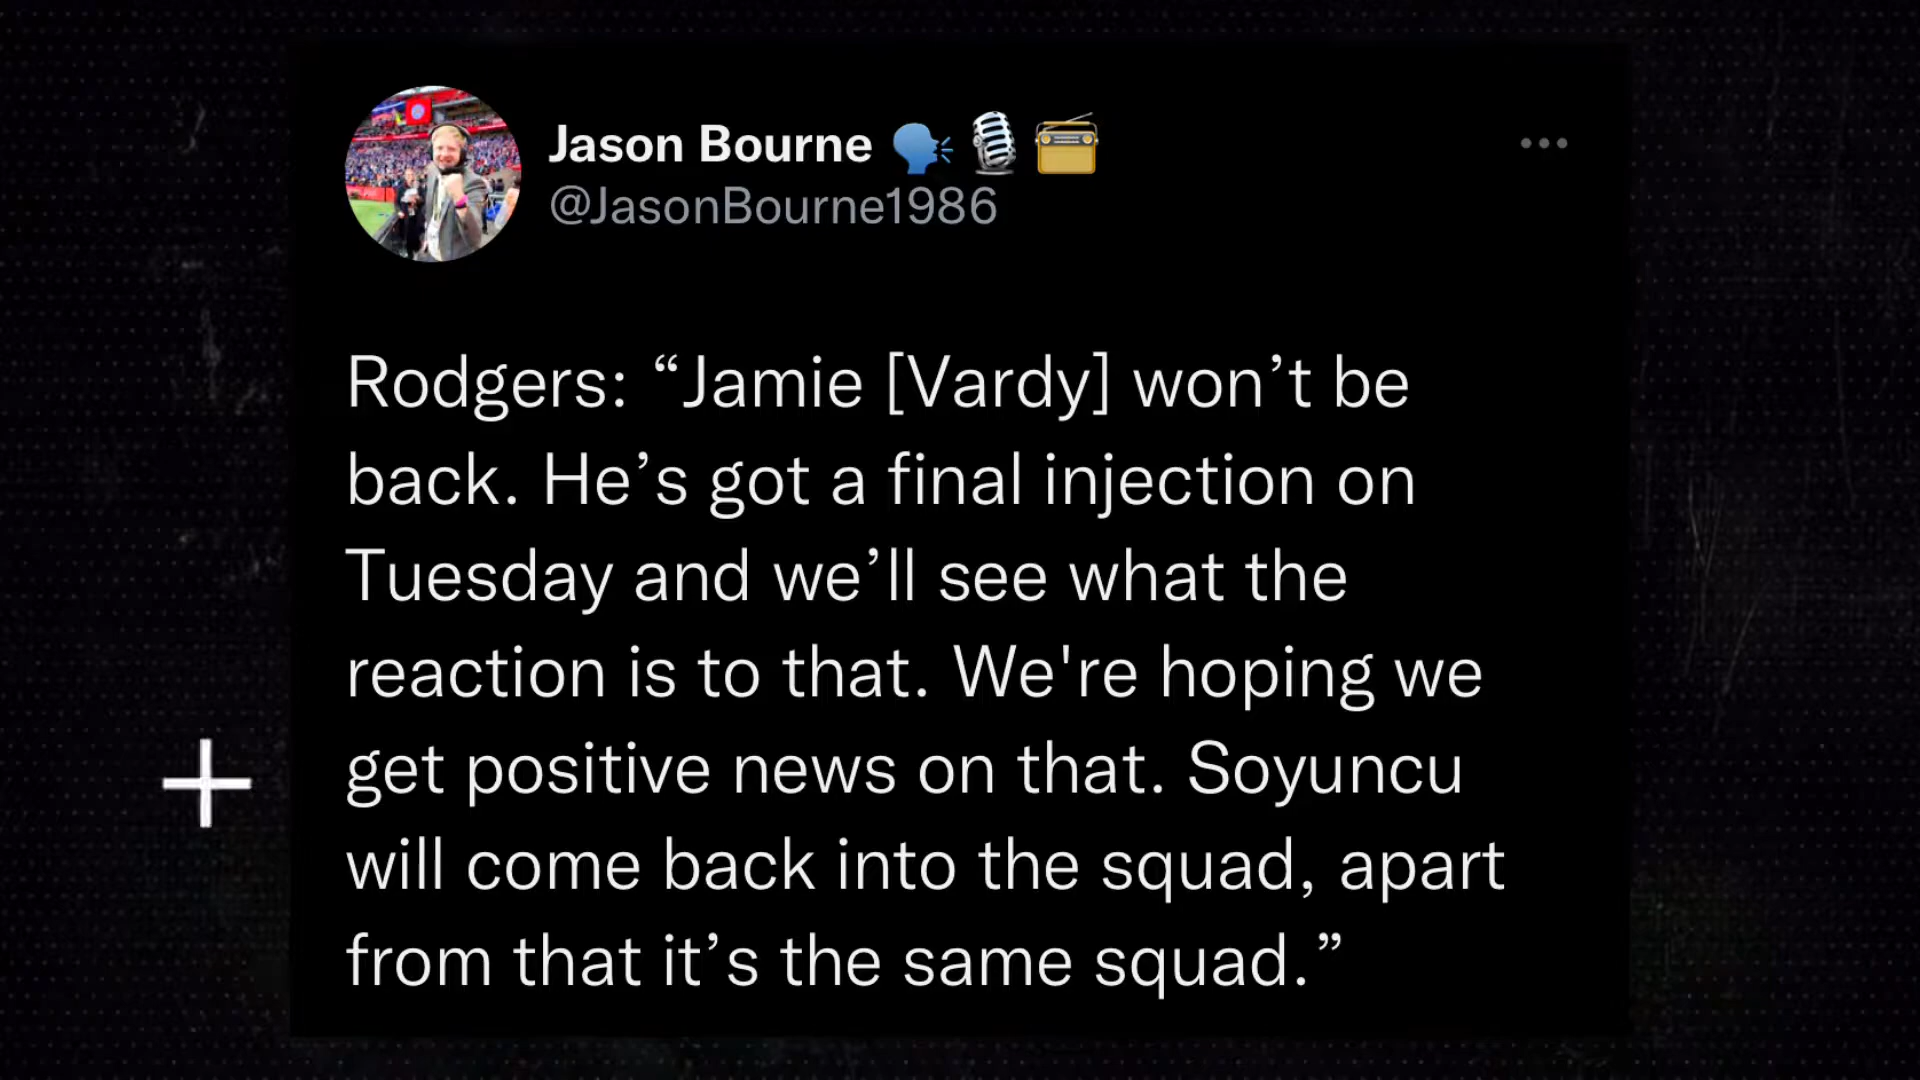 Jason Bourne 🗣️🎙️📻
@JasonBourne1986
Rodgers: “Jamie [Vardy] won’t be
back. He’s got a final injection on
Tuesday and we’ll see what the
reaction is to that. We're hoping we
get positive news on that. Soyuncu
will come back into the squad, apart
from that it’s the same squad.”